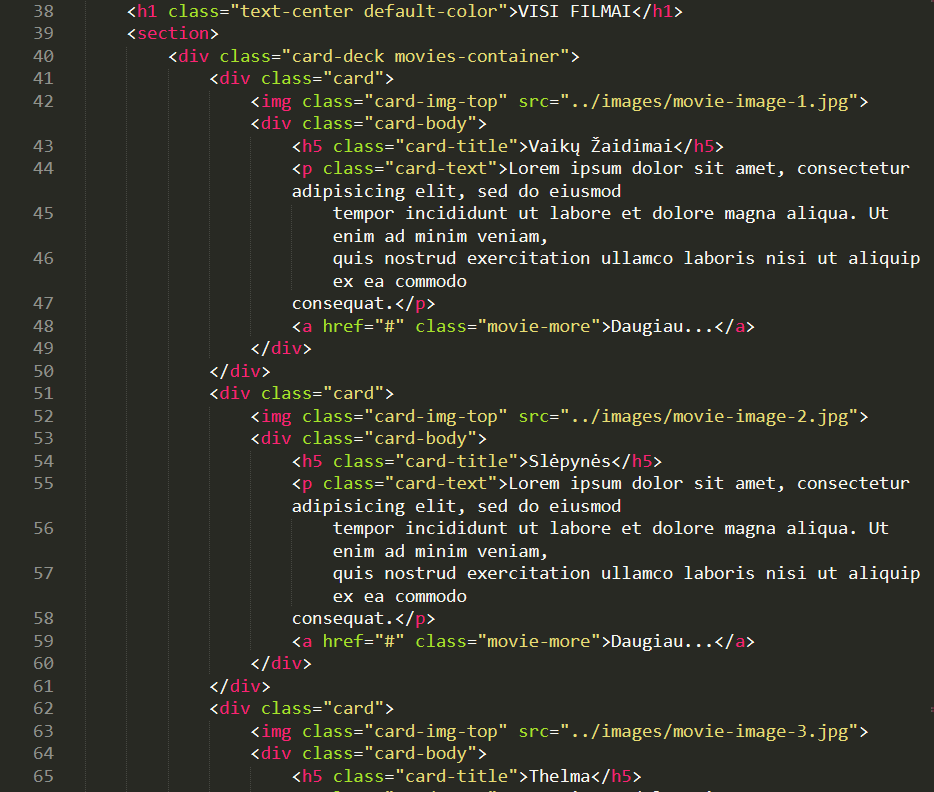 38 <h1 class="text-center default-color">VISI FILMAI</h1>
39 <section>
40 <div class="card-deck movies-container">
41 <div class="card">
42 <img class="card-img-top" src="../images/movie-image-1.jpg">
<div class="card-body">
43 <h5 class="card-title">Vaikų Žaidimai</h5>
44 <p class="card-text">Lorem ipsum dolor sit amet, consectetur
adipisicing elit, sed do eiusmod
45 tempor incididunt ut labore et dolore magna aliqua. Ut
enim ad minim veniam,
46 quis nostrud exercitation ullamco laboris nisi ut aliquip
ex ea commodo
47 consequat.</p>
48 <a href="#" class="movie-more">Daugiau...</a>
49 </div>
50 </div>
51 <div class="card">
52 <img class="card-img-top" src="../images/movie-image-2.jpg">
53 <div class="card-body">
54 <h5 class="card-title">Slėpynės</h5>
55 <p class="card-text">Lorem ipsum dolor sit amet, consectetur
adipisicing elit, sed do eiusmod
56 tempor incididunt ut labore et dolore magna aliqua. Ut
enim ad minim veniam,
57 quis nostrud exercitation ullamco laboris nisi ut aliquip
ex ea commodo
58 consequat.</p>
59 <a href="#" class="movie-more">Daugiau...</a>
60 </div>
61 </div>
62 <div class="card">
63 <img class="card-img-top" src="../images/movie-image-3.jpg">
64 <div class="card-body">
65 <h5 class="card-title">Thelma</h5>